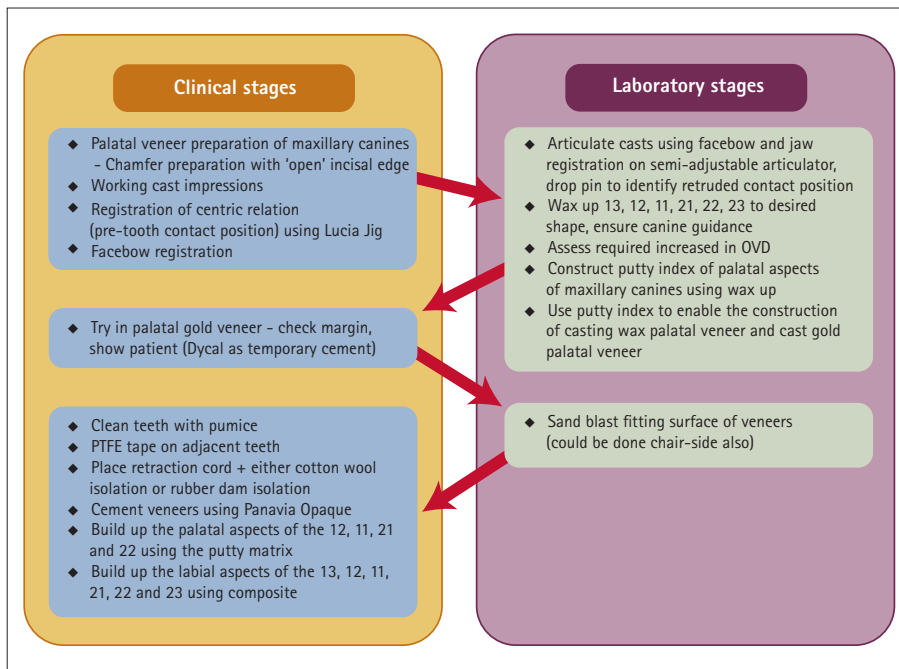 Clinical stages
◆ Palatal veneer preparation of maxillary canines
- Chamfer preparation with ‘open’ incisal edge
◆ Working cast impressions
◆ Registration of centric relation
(pre-tooth contact position) using Lucia Jig
◆ Facebow registration
Laboratory stages
◆ Articulate casts using facebow and jaw
registration on semi-adjustable articulator,
drop pin to identify retruded contact position
◆ Wax up 13, 12, 11, 21, 22, 23 to desired
shape, ensure canine guidance
◆ Assess required increased in OVD
◆ Construct putty index of palatal aspects
of maxillary canines using wax up
◆ Use putty index to enable the construction
of casting wax palatal veneer and cast gold
palatal veneer
◆ Try in palatal gold veneer - check margin,
show patient (Dycal as temporary cement)
◆ Sand blast fitting surface of veneers
(could be done chair-side also)
◆ Clean teeth with pumice
◆ PTFE tape on adjacent teeth
◆ Place retraction cord + either cotton wool
isolation or rubber dam isolation
◆ Cement veneers using Panavia Opaque
◆ Build up the palatal aspects of the 12, 11, 21
and 22 using the putty matrix
◆ Build up the labial aspects of the 13, 12, 11,
21, 22 and 23 using composite